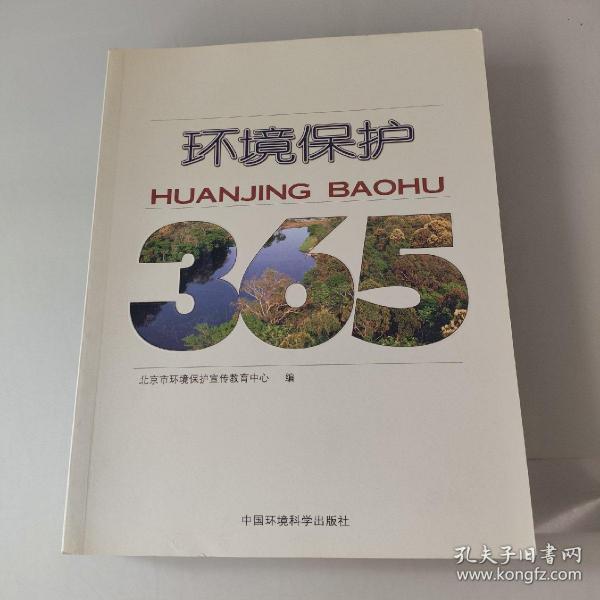 环境保护
HUANJING BAOHU
365
北京市环境保护宣传教育中心 编
中国环境科学出版社
孔夫子旧书网
www.kongfz.com